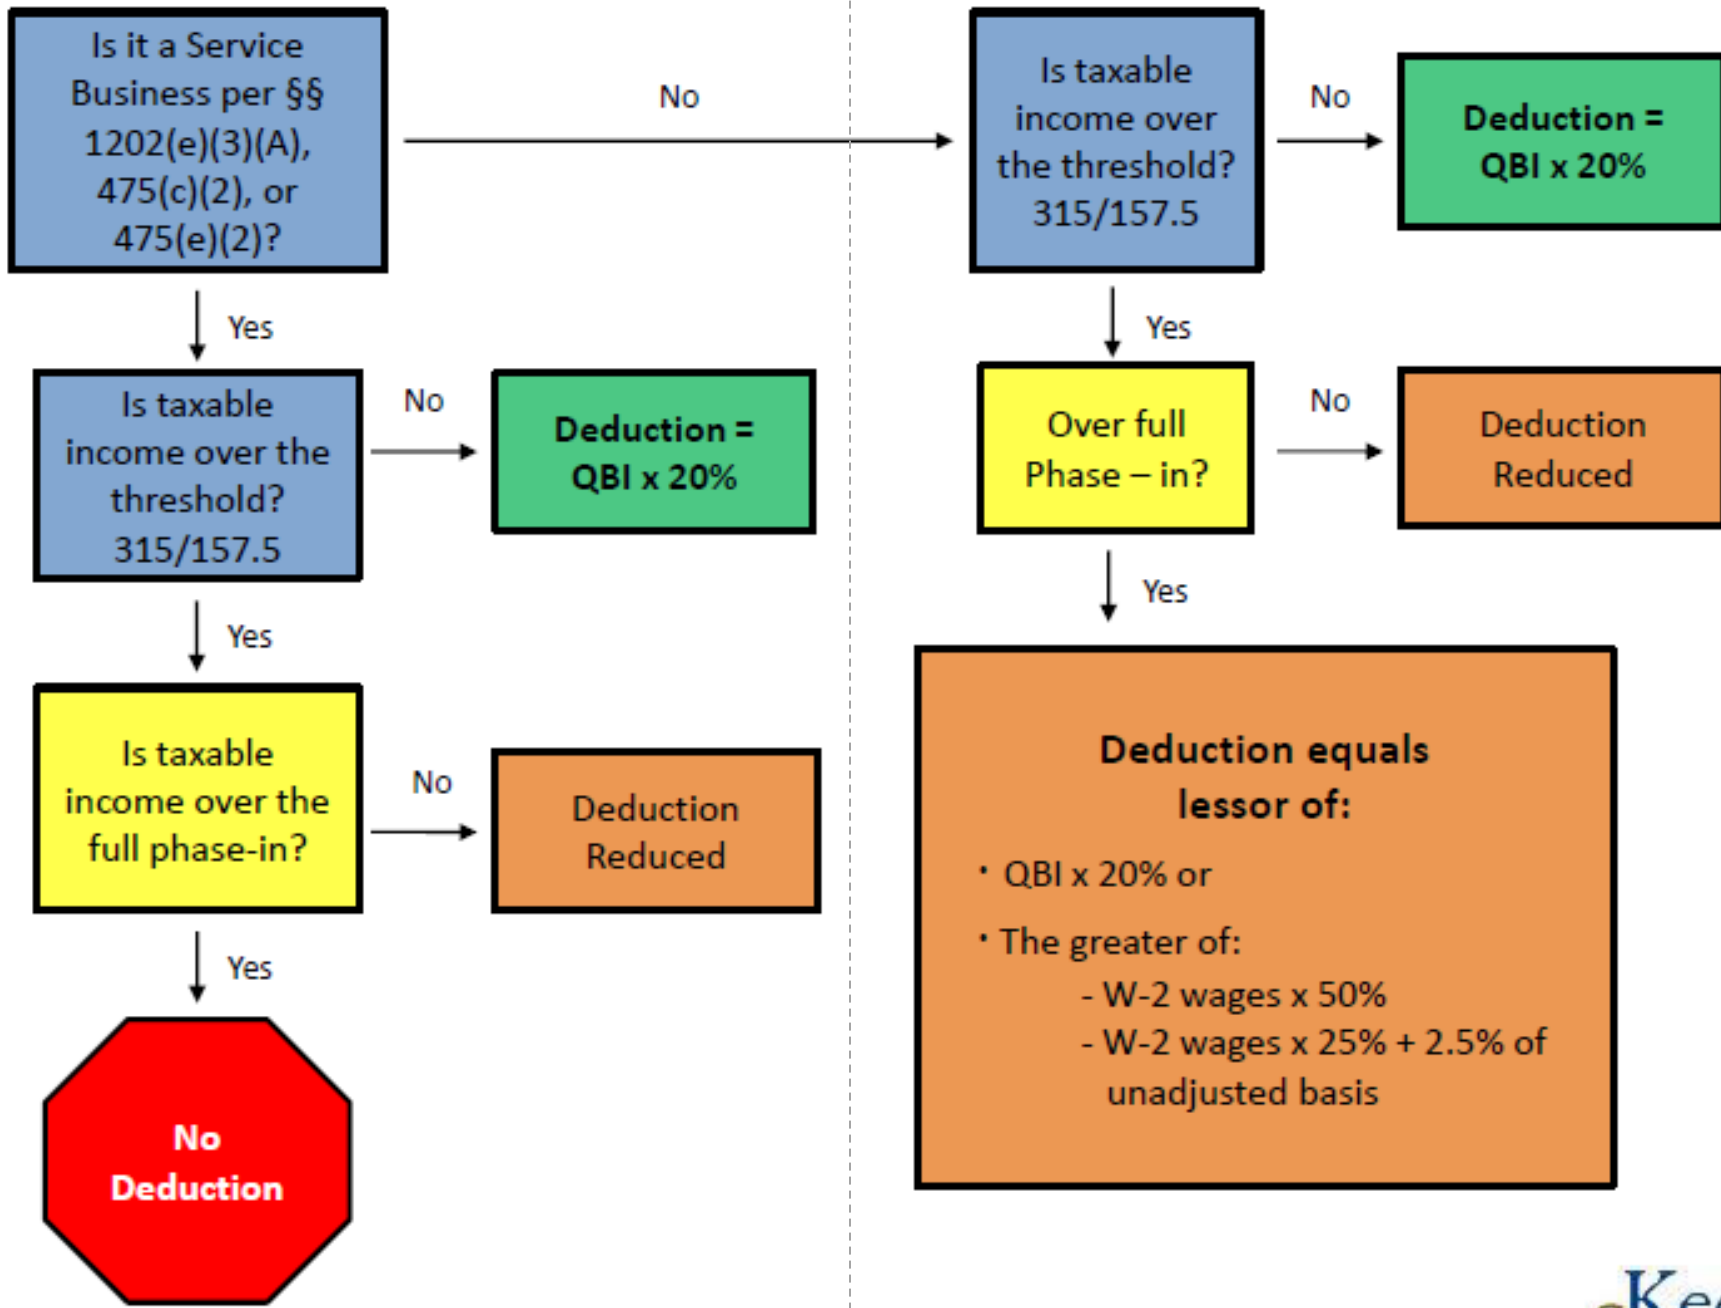 Is it a Service
Business per §§
1202(e)(3)(A),
475(c)(2), or
475(e)(2)?
No
Is taxable
income over
the threshold?
315/157.5
No
Deduction =
QBI x 20%
Yes
Is taxable
income over the
threshold?
315/157.5
No
Deduction =
QBI x 20%
Yes
Over full
Phase – in?
No
Deduction
Reduced
Yes
Is taxable
income over the
full phase-in?
No
Deduction
Reduced
Yes
No
Deduction
Yes
Deduction equals
lessor of:
· QBI x 20% or
· The greater of:
- W-2 wages x 50%
- W-2 wages x 25% + 2.5% of
unadjusted basis